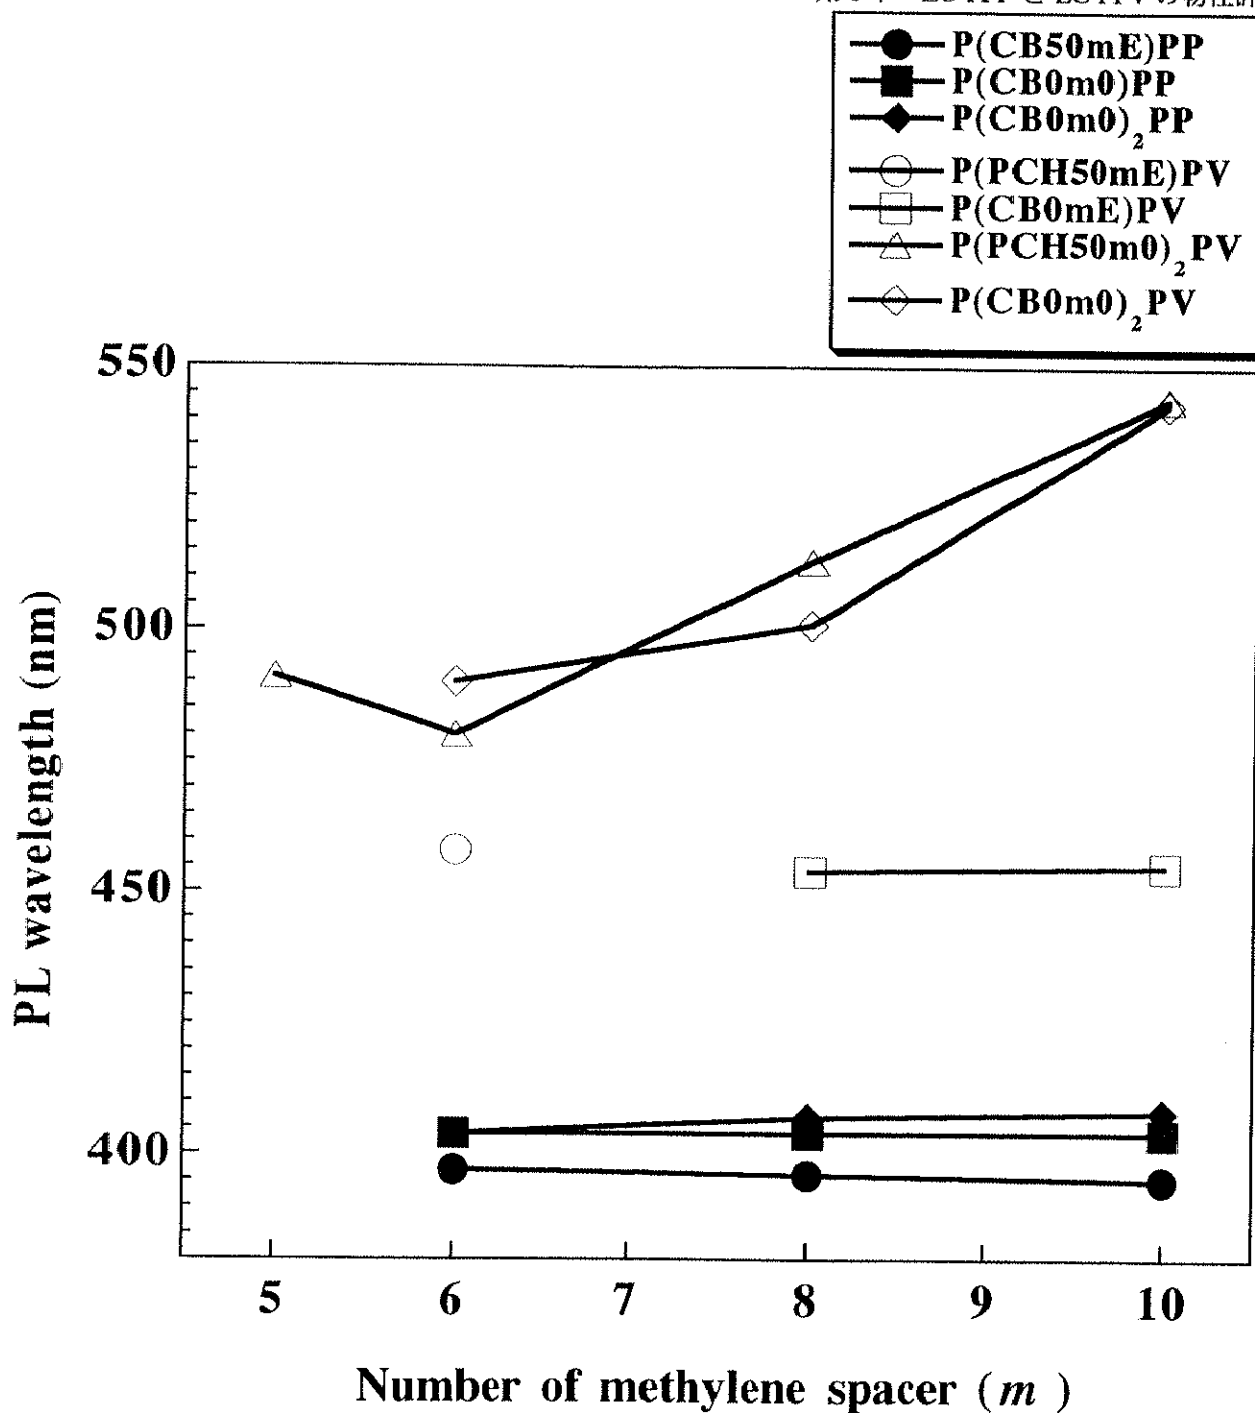 P(CB50mE)PP
P(CB0m0)PP
P(CB0m0)₂PP
P(PCH50mE)PV
P(CB0mE)PV
P(PCH50m0)₂PV
P(CB0m0)₂PV
550
500
450
400
PL wavelength (nm)
5 6 7 8 9 10
Number of methylene spacer (m )